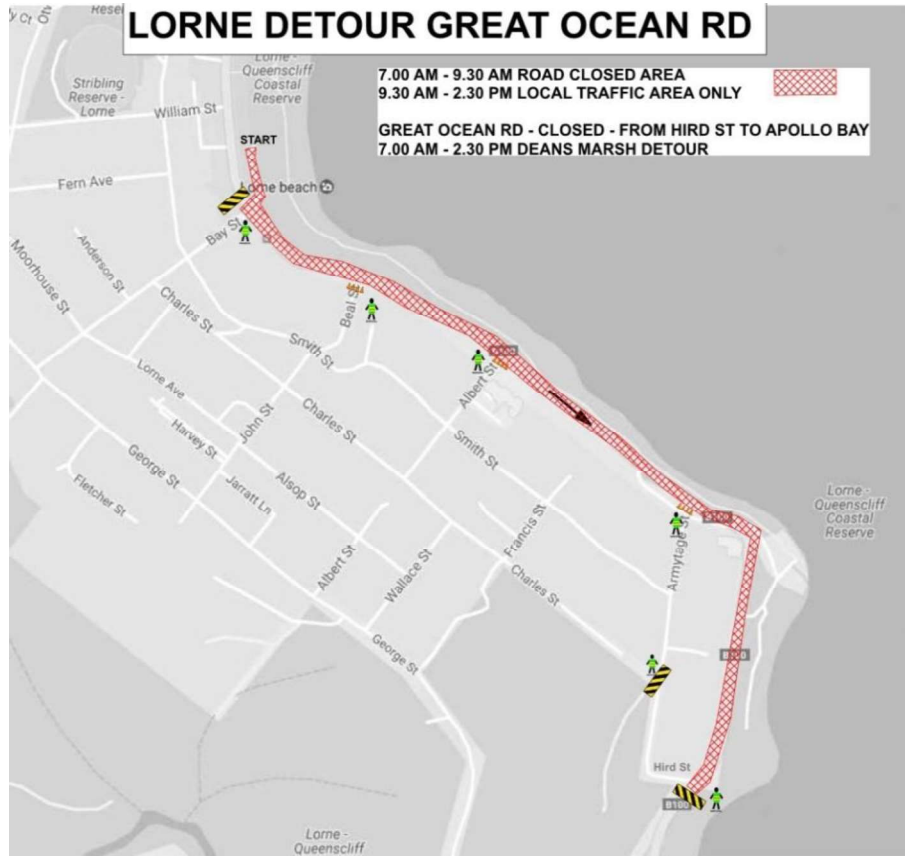 LORNE DETOUR GREAT OCEAN RD
7.00 AM - 9.30 AM ROAD CLOSED AREA
9.30 AM - 2.30 PM LOCAL TRAFFIC AREA ONLY
GREAT OCEAN RD - CLOSED - FROM HIRD ST TO APOLLO BAY
7.00 AM - 2.30 PM DEANS MARSH DETOUR
Stribling
Reserve -
Lorne
Lorne -
Queenscliff
Coastal
Reserve
William St
START
Fern Ave
Lorne beach
Bay St
Anderson St
Moorhouse St
Charles St
Beal St
Smith St
Albert St
Lorne Ave
John St
Charles St
Harvey St
George St
Smith St
Alsop St
Jarratt Ln
Fletcher St
Francis St
Armytage St
Lorne -
Queenscliff
Coastal
Reserve
Albert St
Wallace St
Charles St
George St
Hird St
B100
Lorne -
Queenscliff